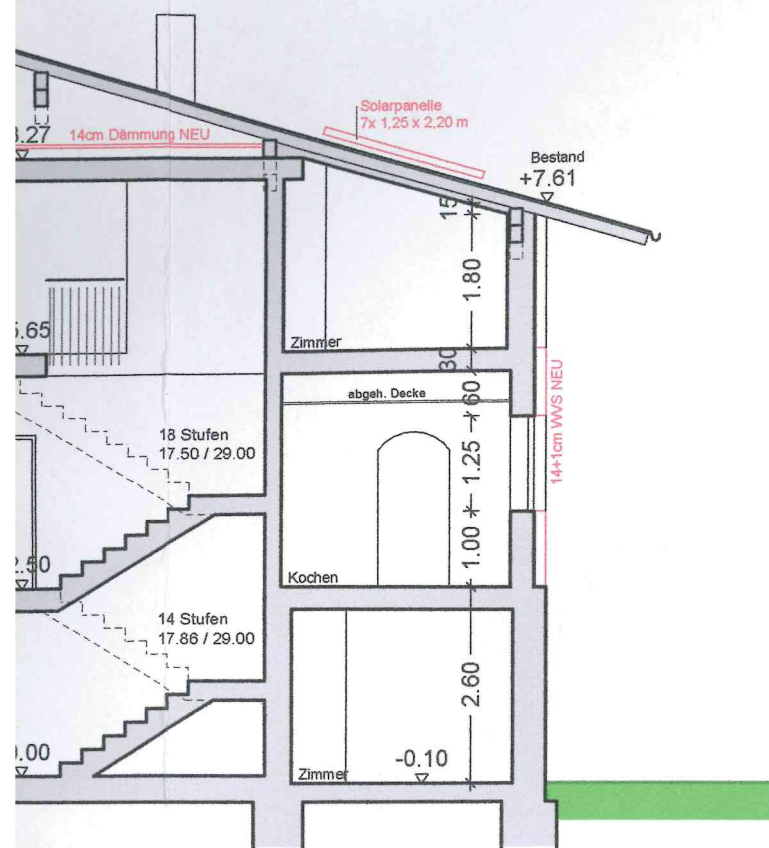 Solarpanelle
7x 1,25 x 2,20 m
.27
14cm Dämmung NEU
Bestand
+7.61
15
1.80
Zimmer
.65
30
abgeh. Decke
60
14+1cm WVS NEU
18 Stufen
17.50 / 29.00
1.25
1.00
Kochen
2.50
14 Stufen
17.86 / 29.00
2.60
-0.10
Zimmer
.00